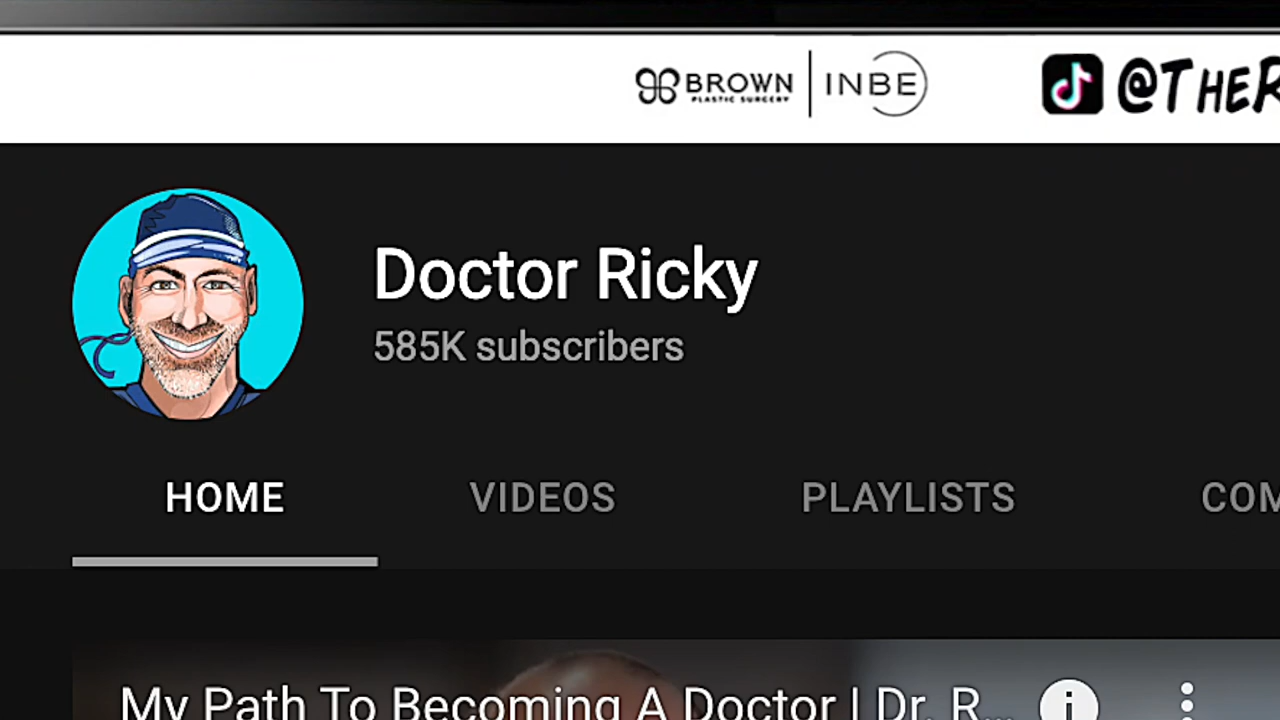 BROWN
PLASTIC SURGERY
INBE
@THER
Doctor Ricky
585K subscribers
HOME VIDEOS PLAYLISTS COM
My Path To Becoming A Doctor | Dr. R...